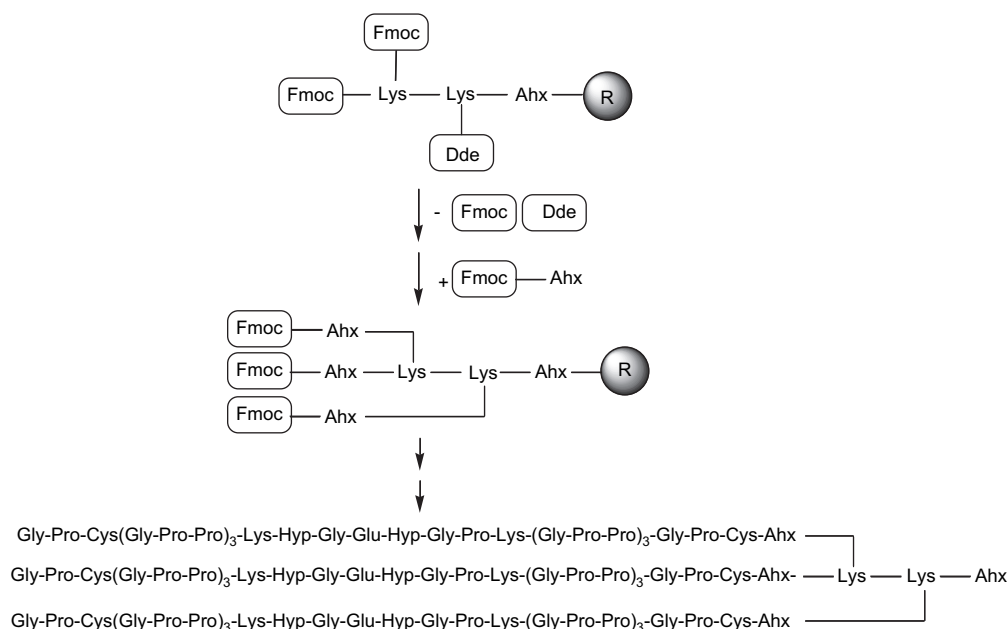 Fmoc
Fmoc Lys Lys Ahx R
Dde
- Fmoc Dde
+ Fmoc Ahx
Fmoc Ahx
Fmoc Ahx Lys Lys Ahx R
Fmoc Ahx
Gly-Pro-Cys(Gly-Pro-Pro)3-Lys-Hyp-Gly-Glu-Hyp-Gly-Pro-Lys-(Gly-Pro-Pro)3-Gly-Pro-Cys-Ahx
Gly-Pro-Cys(Gly-Pro-Pro)3-Lys-Hyp-Gly-Glu-Hyp-Gly-Pro-Lys-(Gly-Pro-Pro)3-Gly-Pro-Cys-Ahx- Lys Lys Ahx
Gly-Pro-Cys(Gly-Pro-Pro)3-Lys-Hyp-Gly-Glu-Hyp-Gly-Pro-Lys-(Gly-Pro-Pro)3-Gly-Pro-Cys-Ahx